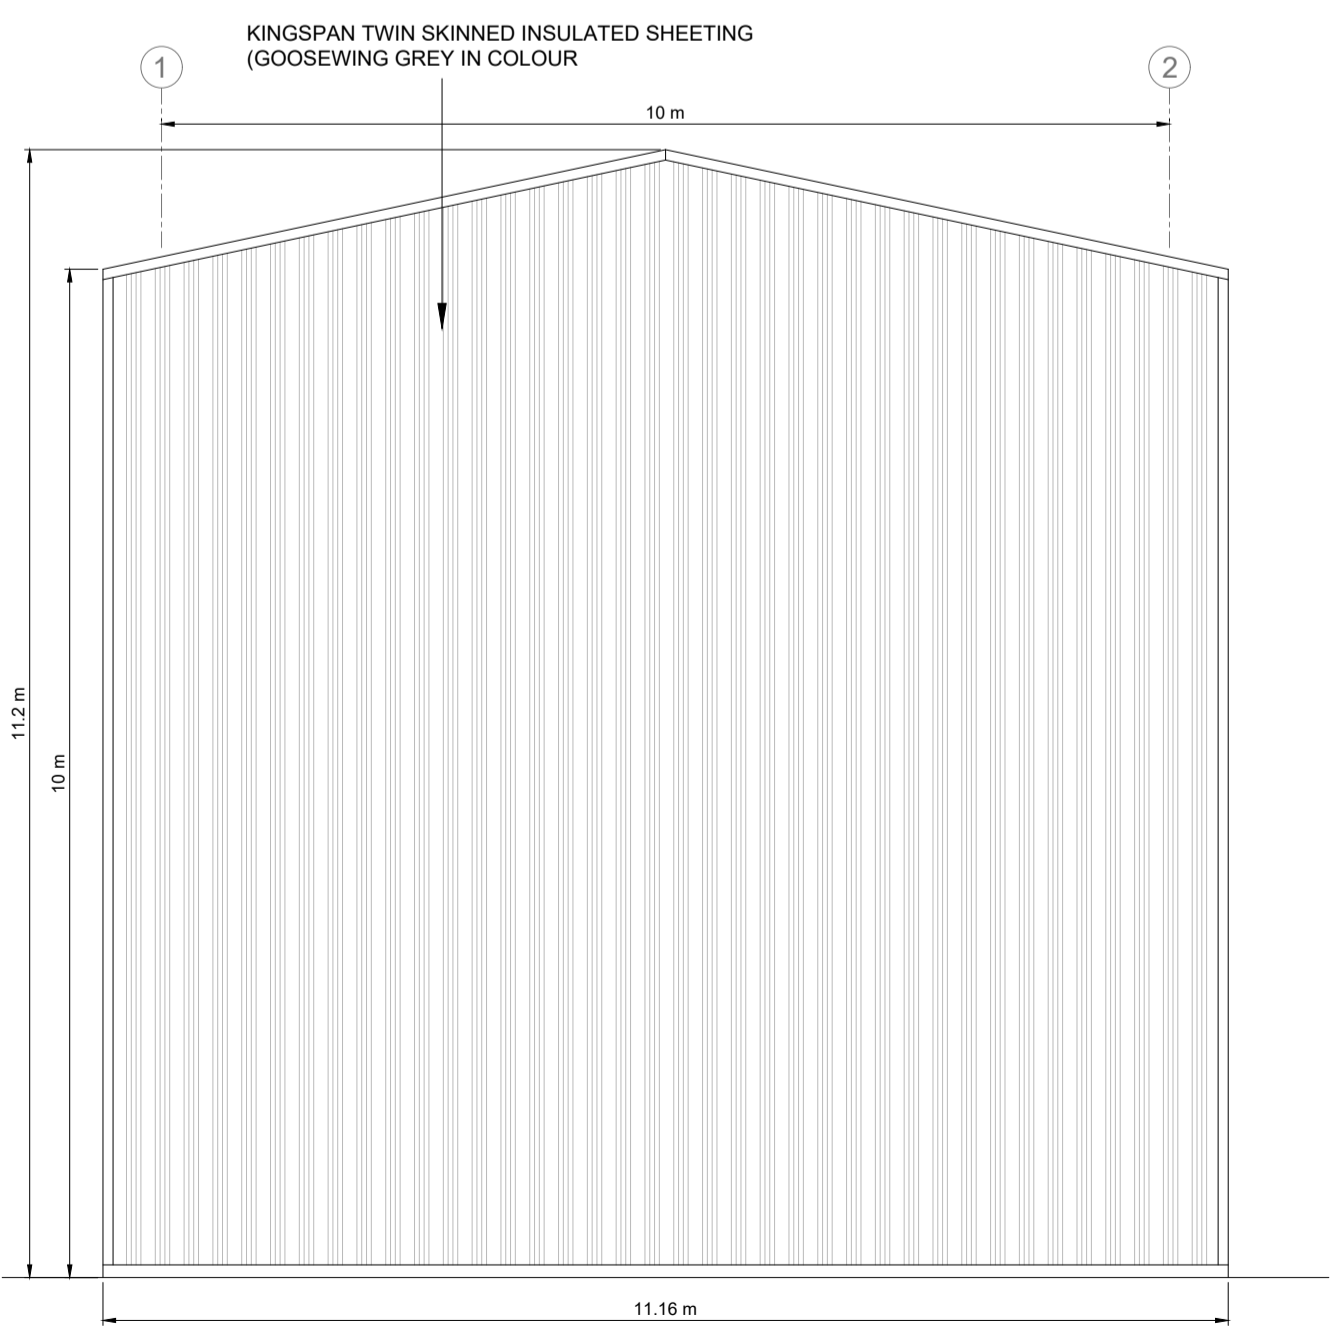 KINGSPAN TWIN SKINNED INSULATED SHEETING
(GOOSEWING GREY IN COLOUR
1
2
10 m
11.2 m
10 m
11.16 m